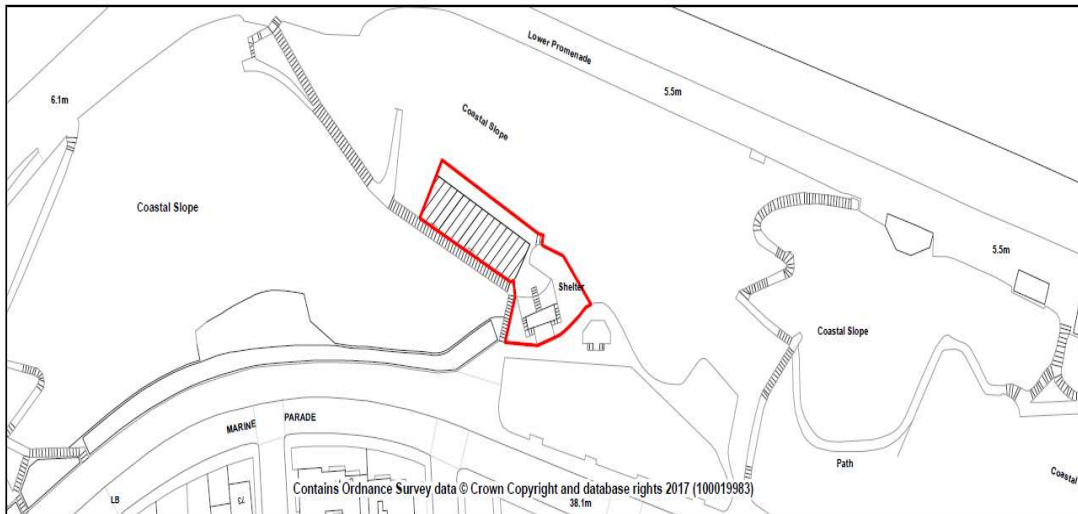 Lower Promenade
6.1m
5.5m
Coastal Slope
Coastal Slope
5.5m
Shelter
Coastal Slope
MARINE PARADE
Path
Coastal
LB
Contains Ordnance Survey data © Crown Copyright and database rights 2017 (100019983)
38.1m